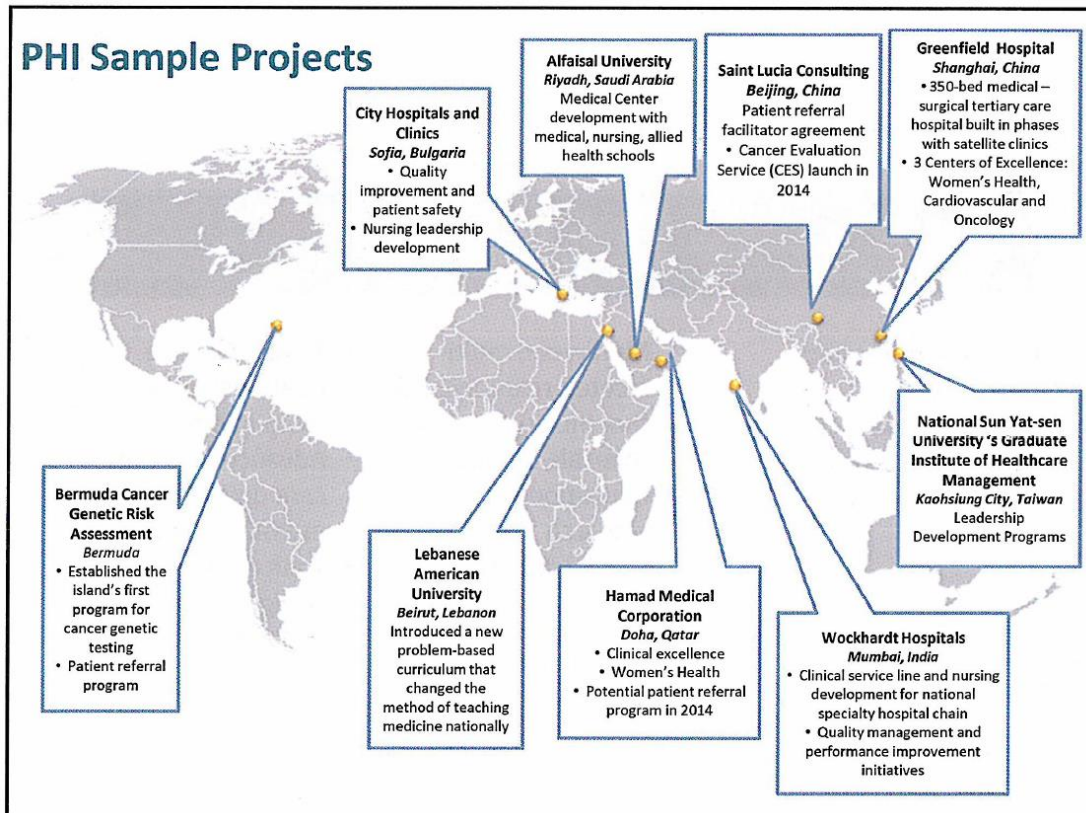 PHI Sample Projects
City Hospitals and
Clinics
Sofia, Bulgaria
• Quality
improvement and
patient safety
• Nursing leadership
development
Alfaisal University
Riyadh, Saudi Arabia
Medical Center
development with
medical, nursing, allied
health schools
Saint Lucia Consulting
Beijing, China
Patient referral
facilitator agreement
• Cancer Evaluation
Service (CES) launch in
2014
Greenfield Hospital
Shanghai, China
• 350-bed medical –
surgical tertiary care
hospital built in phases
with satellite clinics
• 3 Centers of Excellence:
Women's Health,
Cardiovascular and
Oncology
Bermuda Cancer
Genetic Risk
Assessment
Bermuda
• Established the
island's first
program for
cancer genetic
testing
• Patient referral
program
Lebanese
American
University
Beirut, Lebanon
Introduced a new
problem-based
curriculum that
changed the
method of teaching
medicine nationally
Hamad Medical
Corporation
Doha, Qatar
• Clinical excellence
• Women's Health
• Potential patient referral
program in 2014
Wockhardt Hospitals
Mumbai, India
• Clinical service line and nursing
development for national
specialty hospital chain
• Quality management and
performance improvement
initiatives
National Sun Yat-sen
University 's Graduate
Institute of Healthcare
Management
Kaohsiung City, Taiwan
Leadership
Development Programs